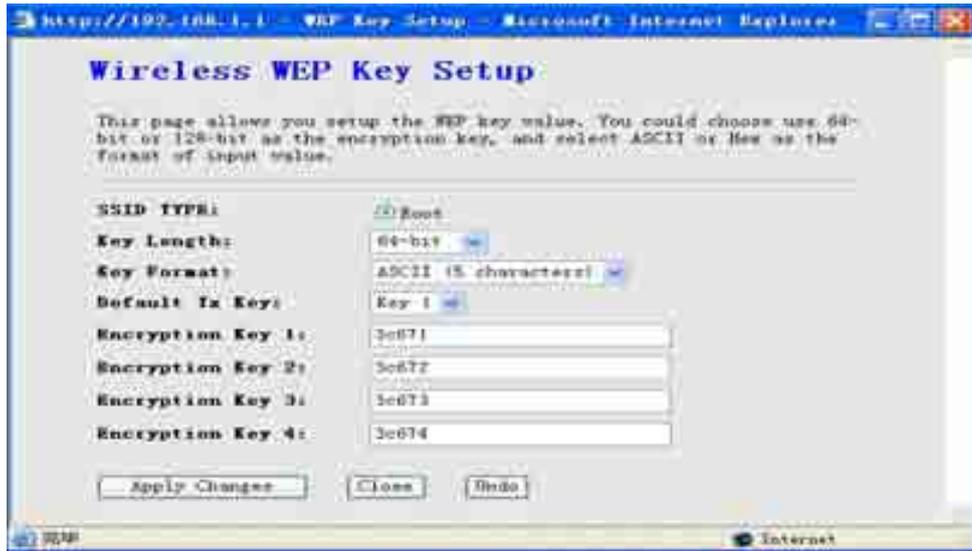 http://192.168.1.1 - WEP Key Setup - Microsoft Internet Explorer
Wireless WEP Key Setup
This page allows you setup the WEP key value. You could choose use 64-
bit or 128-bit as the encryption key, and select ASCII or Hex as the
format of input value.
SSID TYPE: Root
Key Length: 64-bit
Key Format: ASCII (5 characters)
Default Tx Key: Key 1
Encryption Key 1: 3c671
Encryption Key 2: 3c672
Encryption Key 3: 3c673
Encryption Key 4: 3c674
Apply Changes Close Undo
完毕 Internet